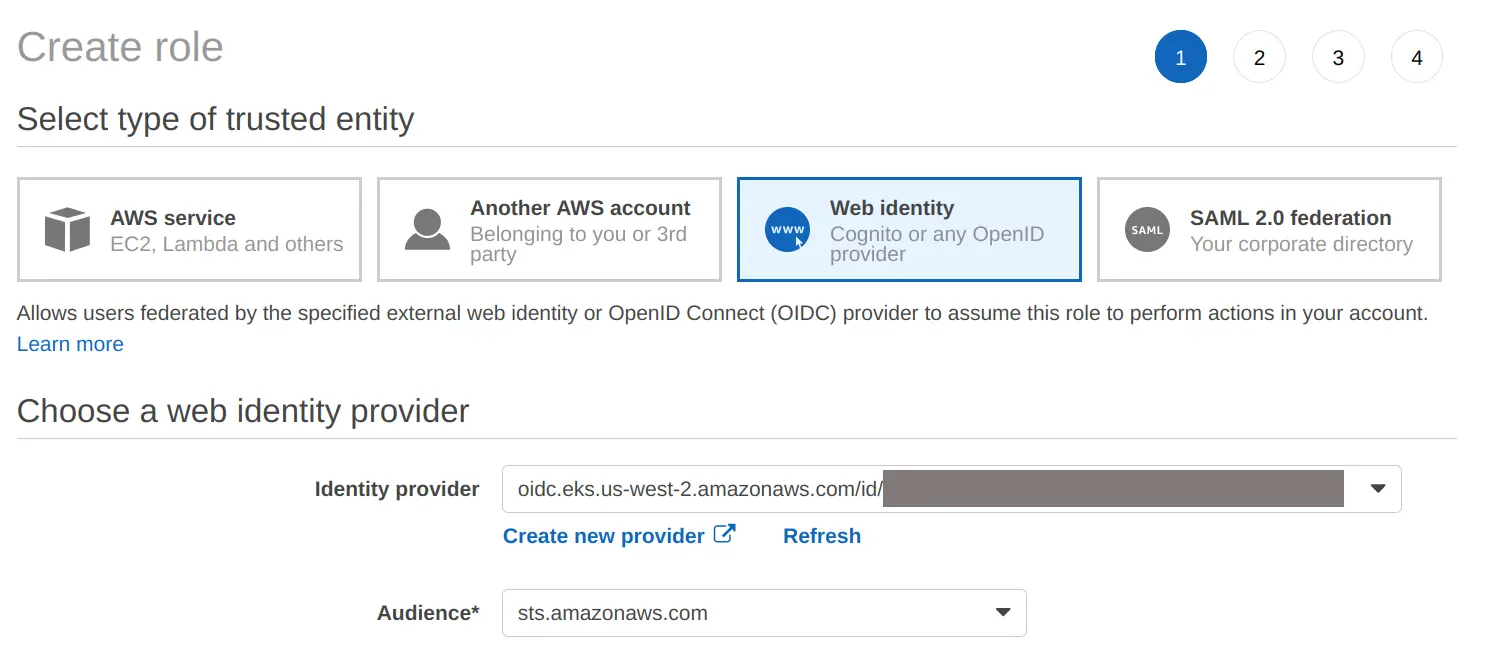 Create role
1 2 3 4
Select type of trusted entity
AWS service
EC2, Lambda and others
Another AWS account
Belonging to you or 3rd
party
www
Web identity
Cognito or any OpenID
provider
SAML
SAML 2.0 federation
Your corporate directory
Allows users federated by the specified external web identity or OpenID Connect (OIDC) provider to assume this role to perform actions in your account.
Learn more
Choose a web identity provider
Identity provider oidc.eks.us-west-2.amazonaws.com/id/
Create new provider Refresh
Audience* sts.amazonaws.com